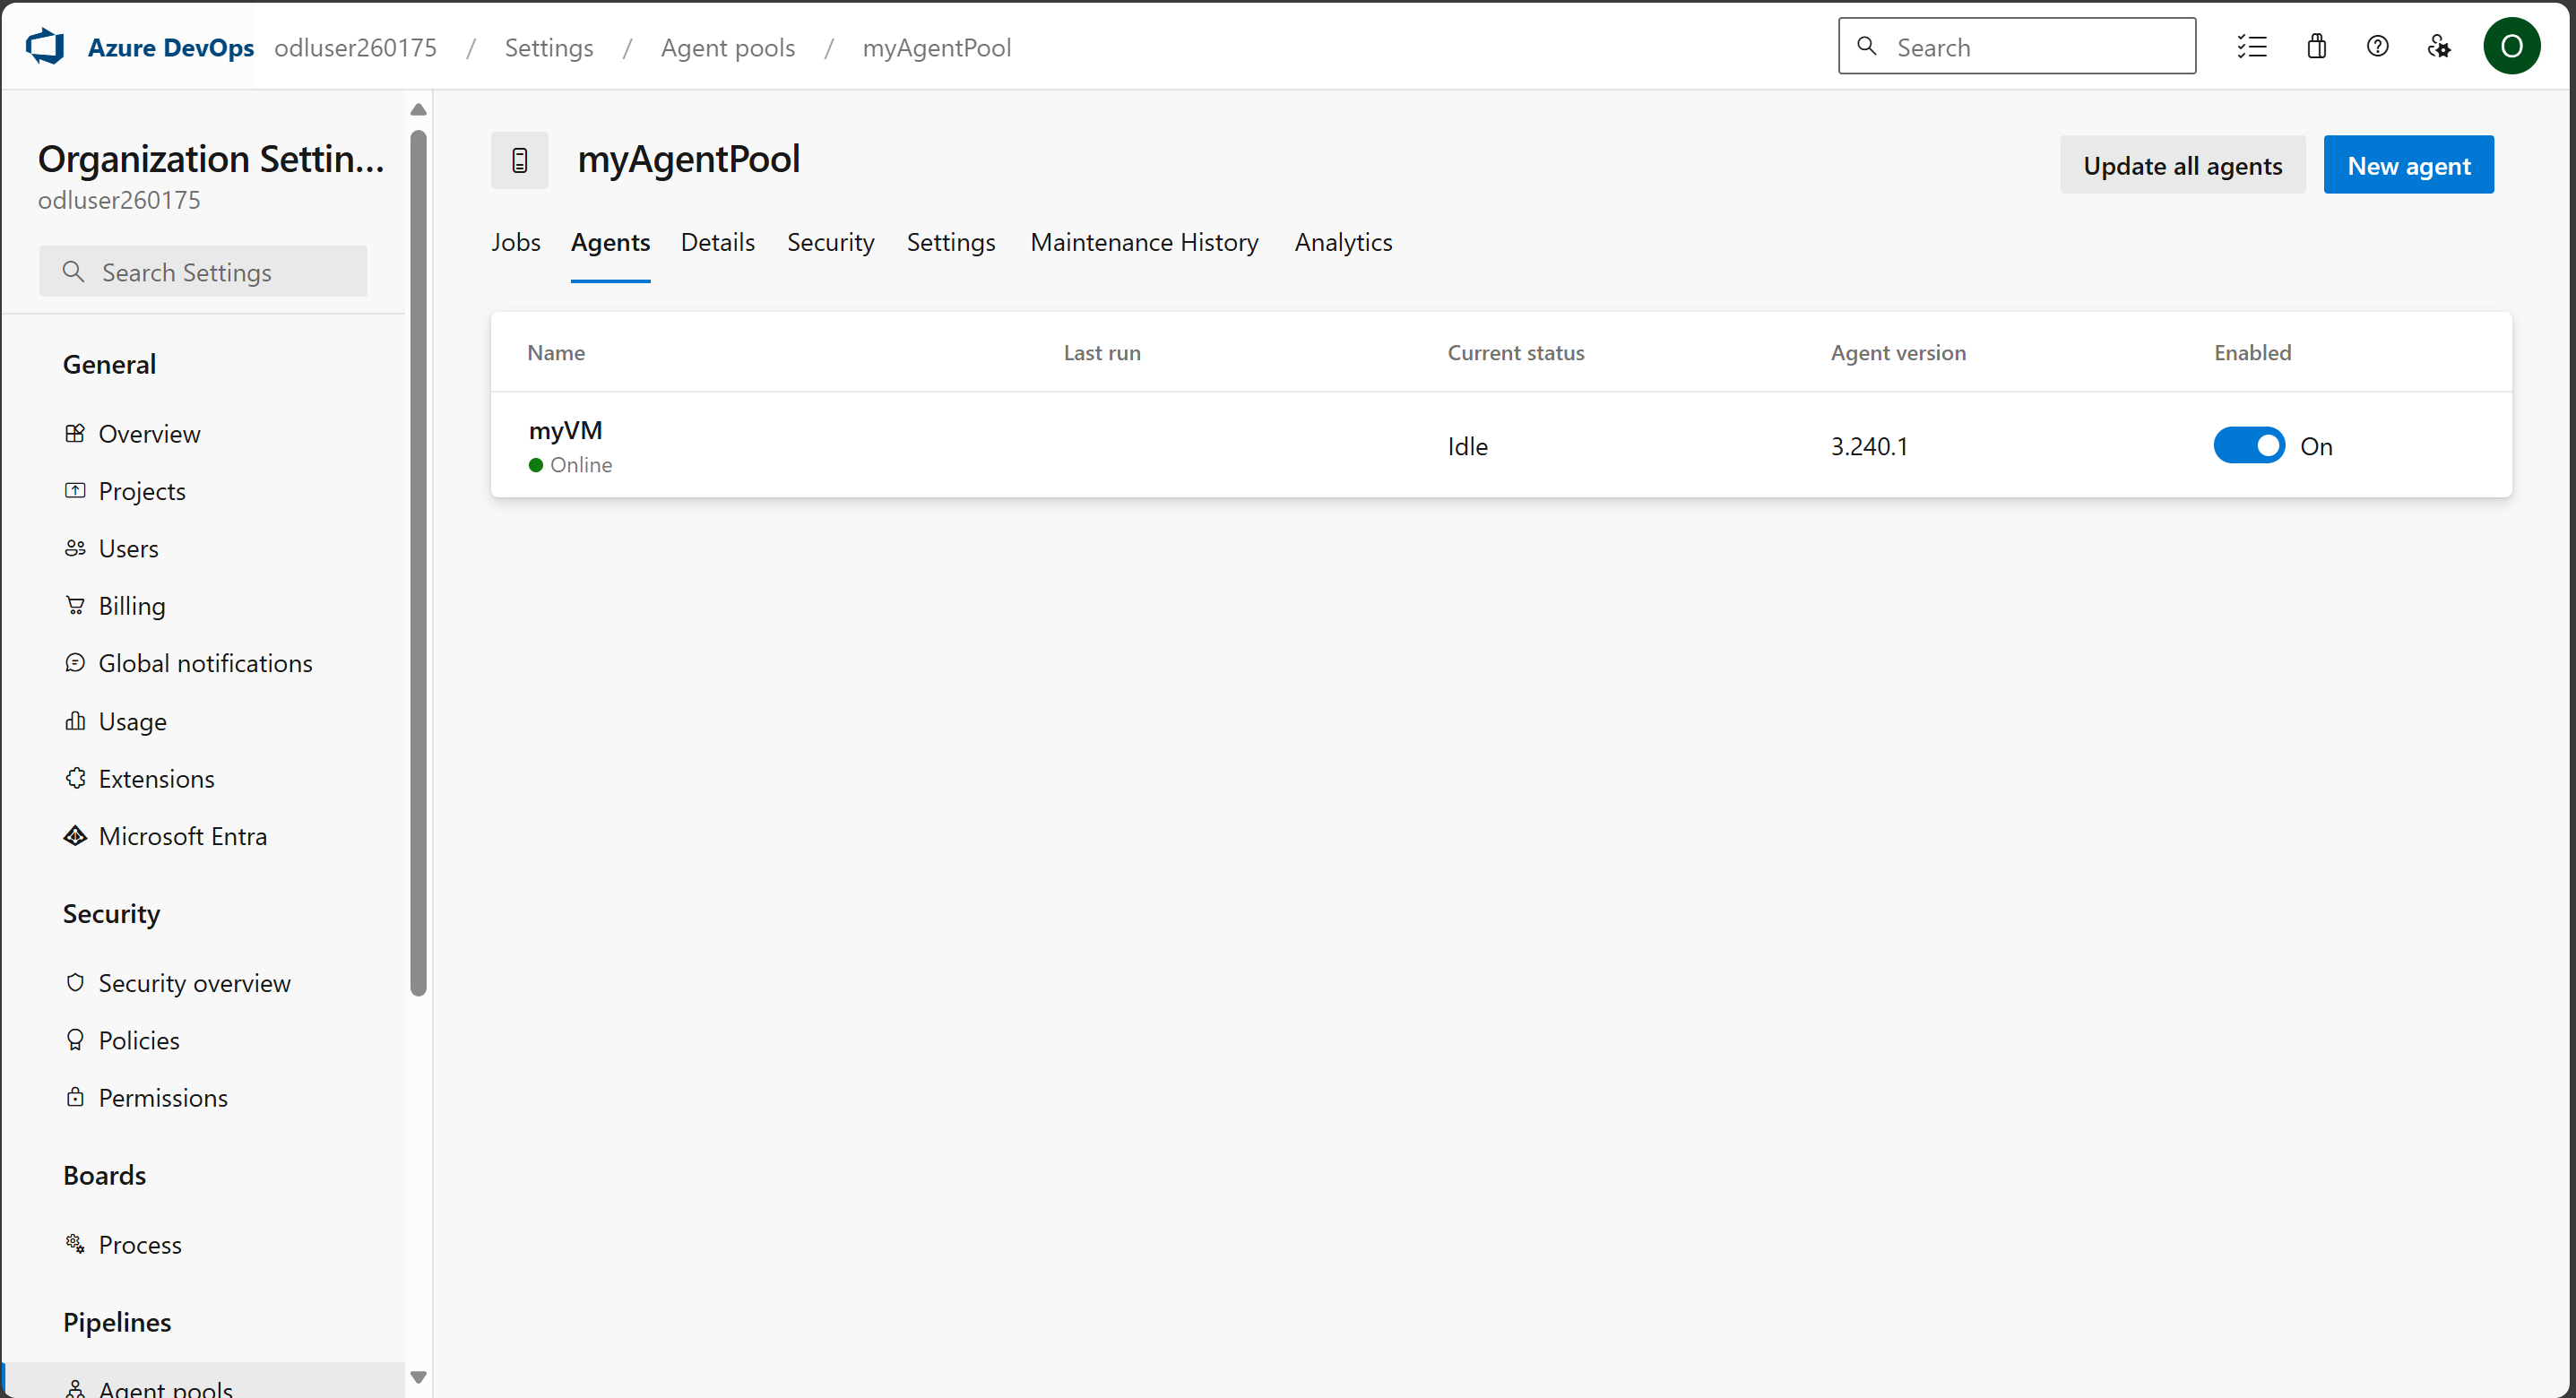 Azure DevOps odluser260175 / Settings / Agent pools / myAgentPool
Search
O
Organization Settin...
odluser260175
Search Settings
General
Overview
Projects
Users
Billing
Global notifications
Usage
Extensions
Microsoft Entra
Security
Security overview
Policies
Permissions
Boards
Process
Pipelines
Agent pools
myAgentPool
Update all agents
New agent
Jobs Agents Details Security Settings Maintenance History Analytics
Name Last run Current status Agent version Enabled
myVM
Online
Idle 3.240.1 On